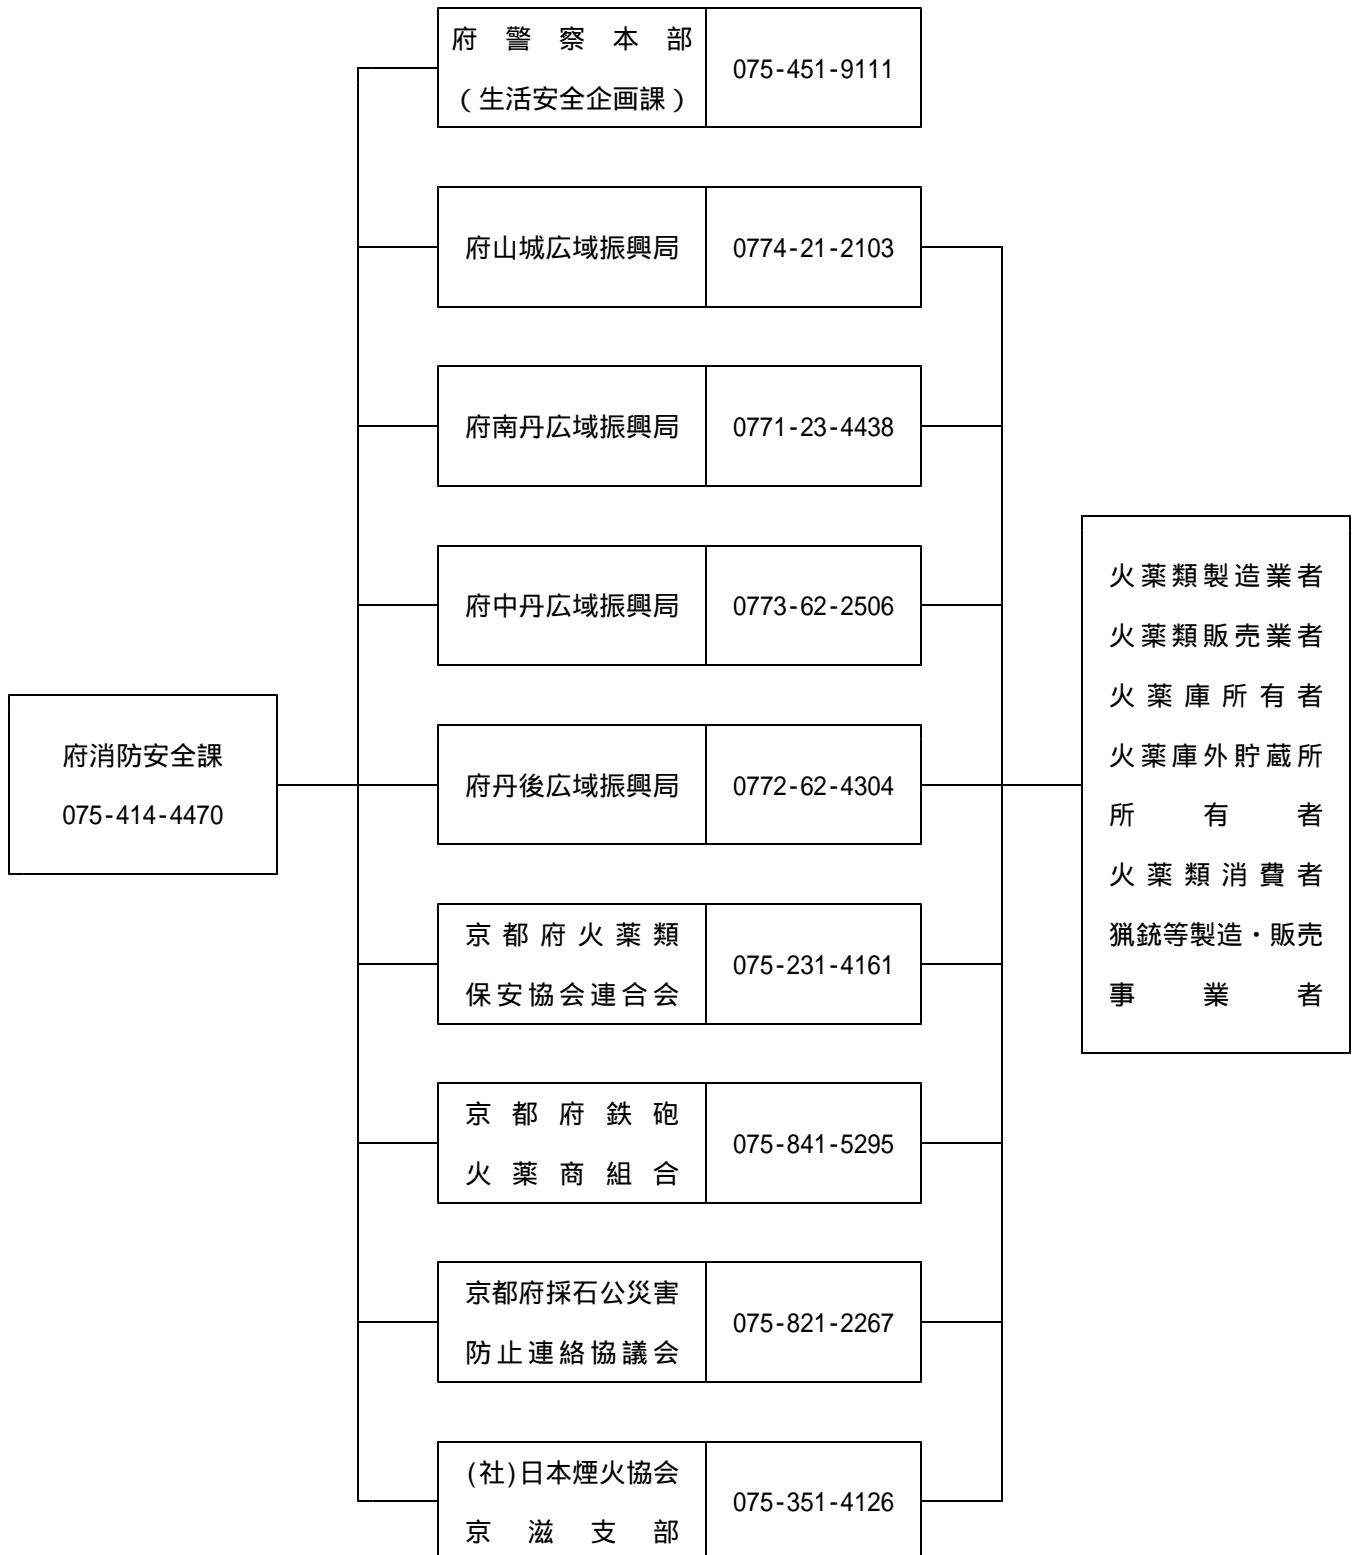 府警察本部
（生活安全企画課）
075-451-9111
府山城広域振興局
0774-21-2103
府南丹広域振興局
0771-23-4438
府中丹広域振興局
0773-62-2506
府消防安全課
075-414-4470
府丹後広域振興局
0772-62-4304
京都府火薬類
保安協会連合会
075-231-4161
京都府鉄砲
火薬商組合
075-841-5295
京都府採石公災害
防止連絡協議会
075-821-2267
(社)日本煙火協会
京滋支部
075-351-4126
火薬類製造業者
火薬類販売業者
火薬庫所有者
火薬庫外貯蔵所
所有者
火薬類消費者
猟銃等製造・販売
事業者